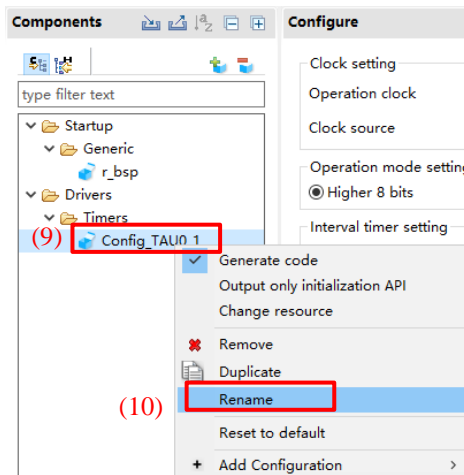 Components
Configure
type filter text
Startup
Generic
r_bsp
Drivers
Timers
(9)
Config_TAU0_1
Clock setting
Operation clock
Clock source
Operation mode setting
Higher 8 bits
Interval timer setting
Generate code
Output only initialization API
Change resource
Remove
Duplicate
(10)
Rename
Reset to default
Add Configuration